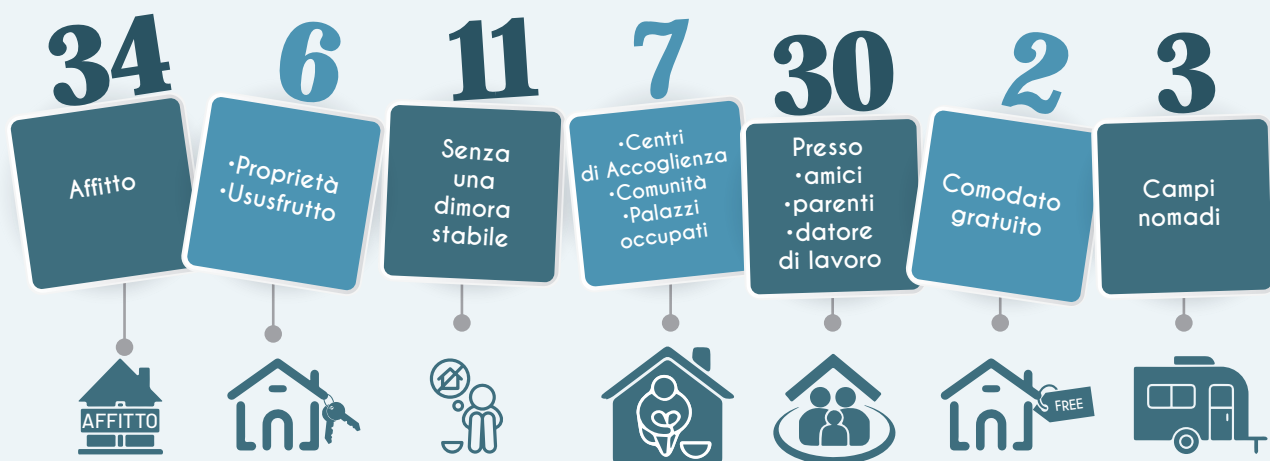 34
Affitto
6
•Proprietà
•Ususfrutto
11
Senza
una
dimora
stabile
7
•Centri
di Accoglienza
•Comunità
•Palazzi
occupati
30
Presso
•amici
•parenti
•datore
di lavoro
2
Comodato
gratuito
3
Campi
nomadi
AFFITTO
FREE